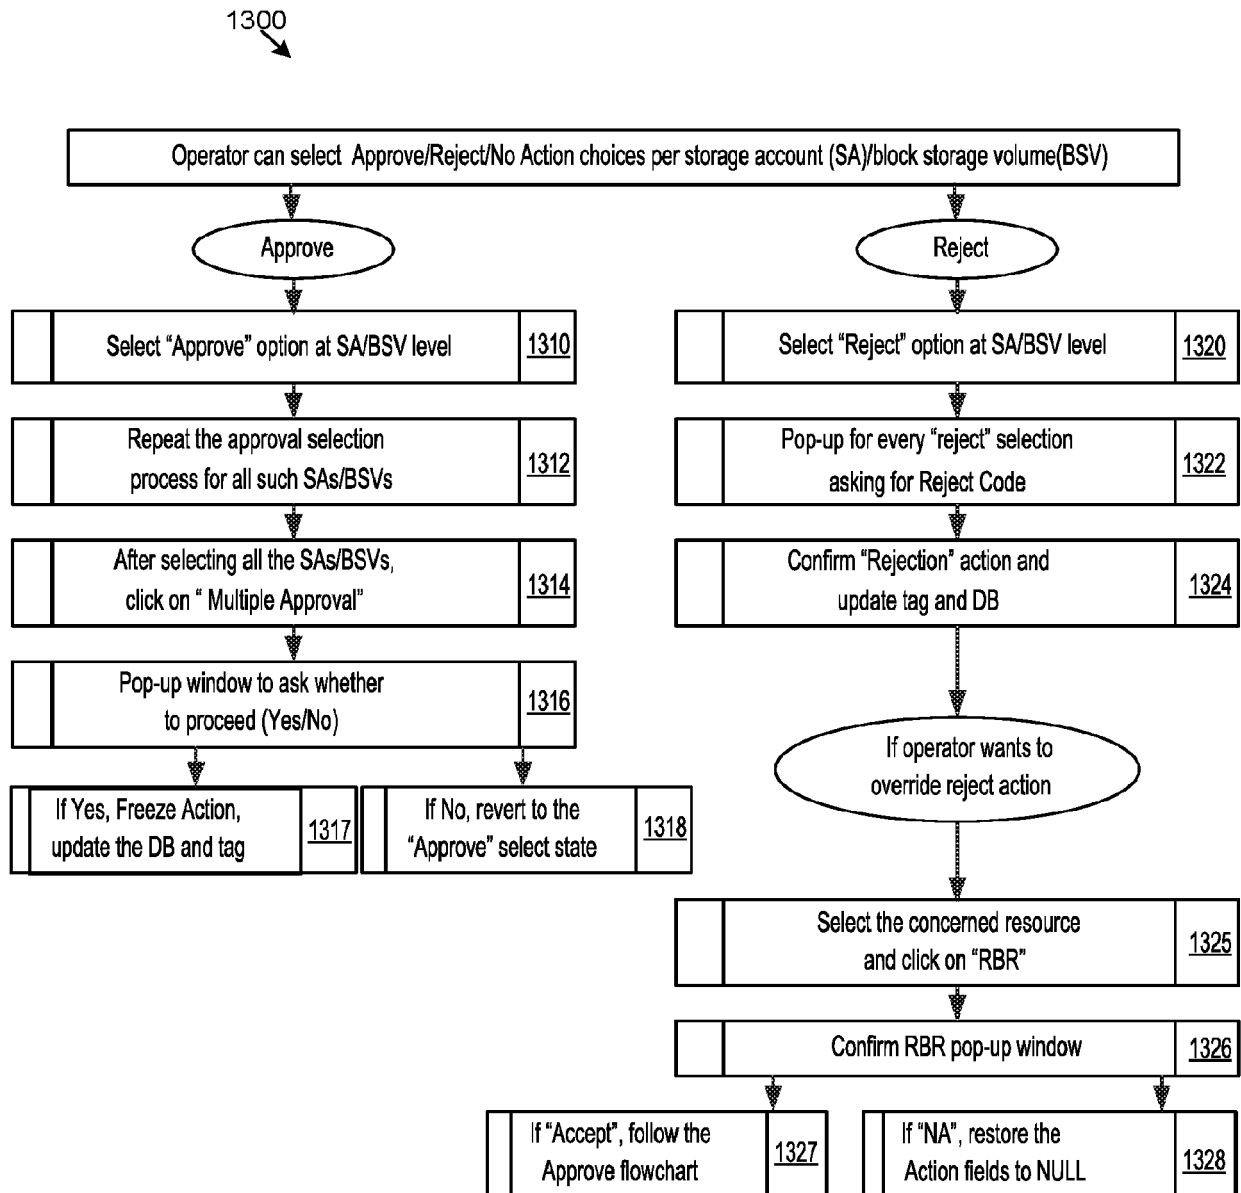 1300
Operator can select Approve/Reject/No Action choices per storage account (SA)/block storage volume(BSV)
Approve
Select “Approve” option at SA/BSV level
1310
Repeat the approval selection
process for all such SAs/BSVs
1312
After selecting all the SAs/BSVs,
click on “ Multiple Approval”
1314
Pop-up window to ask whether
to proceed (Yes/No)
1316
If Yes, Freeze Action,
update the DB and tag
1317
If No, revert to the
“Approve” select state
1318
Reject
Select “Reject” option at SA/BSV level
1320
Pop-up for every “reject” selection
asking for Reject Code
1322
Confirm “Rejection” action and
update tag and DB
1324
If operator wants to
override reject action
Select the concerned resource
and click on “RBR”
1325
Confirm RBR pop-up window
1326
If “Accept”, follow the
Approve flowchart
1327
If “NA”, restore the
Action fields to NULL
1328